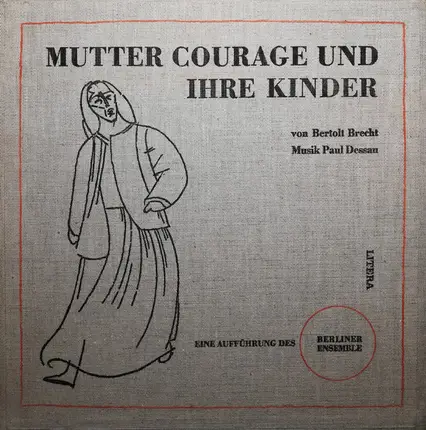 MUTTER COURAGE UND
IHRE KINDER
von Bertolt Brecht
Musik Paul Dessau
LITERA
EINE AUFFÜHRUNG DES
BERLINER
ENSEMBLE